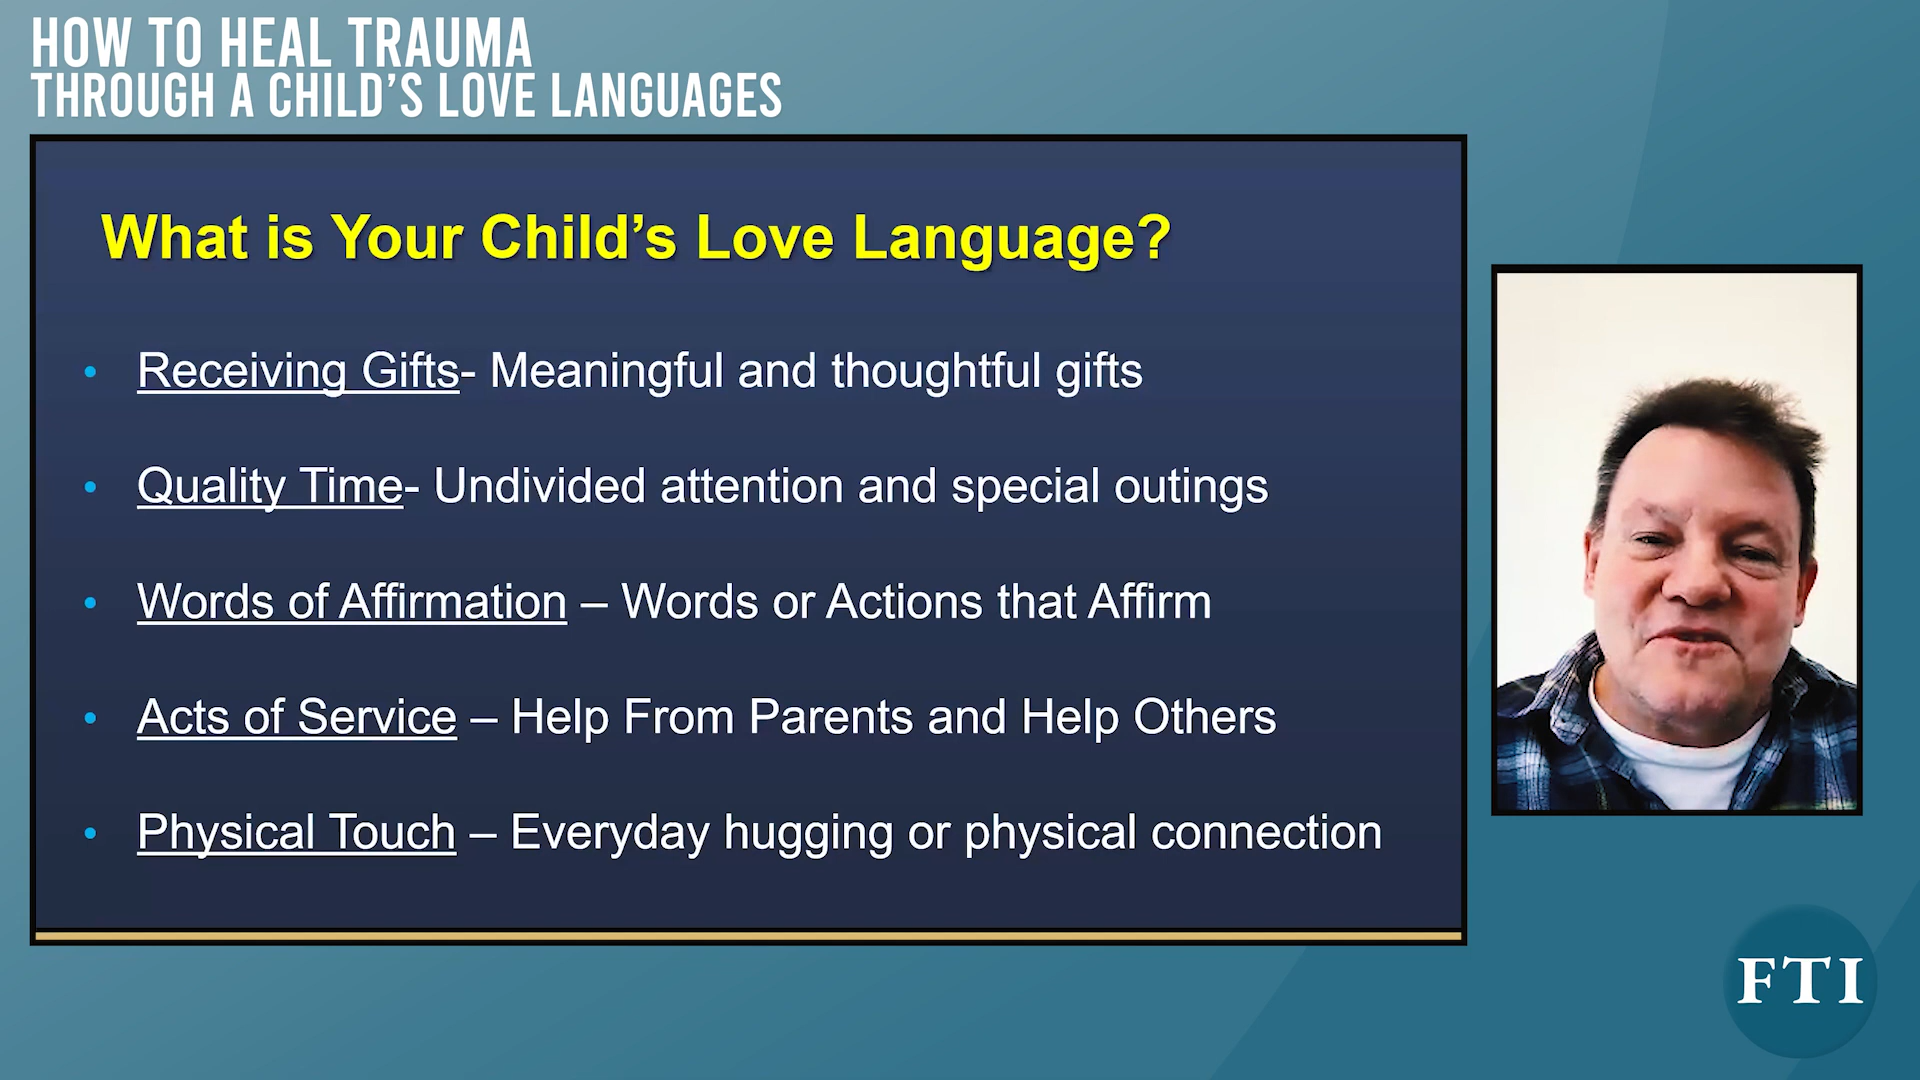 HOW TO HEAL TRAUMA
THROUGH A CHILD’S LOVE LANGUAGES
What is Your Child’s Love Language?
• Receiving Gifts- Meaningful and thoughtful gifts
• Quality Time- Undivided attention and special outings
• Words of Affirmation – Words or Actions that Affirm
• Acts of Service – Help From Parents and Help Others
• Physical Touch – Everyday hugging or physical connection
FTI